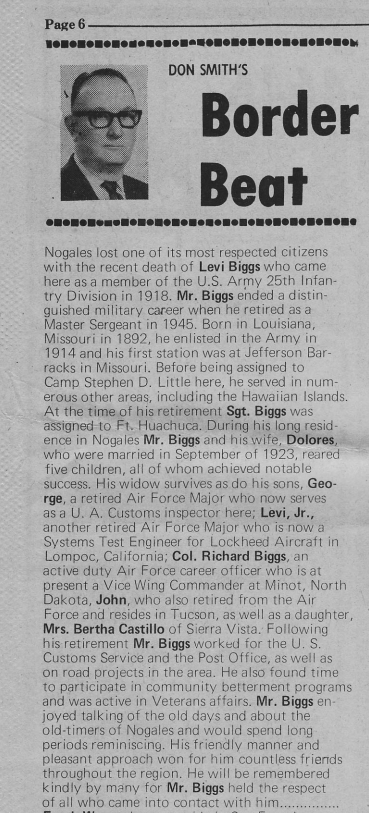 Page 6
DON SMITH'S
Border
Beat
Nogales lost one of its most respected citizens
with the recent death of Levi Biggs who came
here as a member of the U.S. Army 25th Infan-
try Division in 1918. Mr. Biggs ended a distin-
guished military career when he retired as a
Master Sergeant in 1945. Born in Louisiana,
Missouri in 1892, he enlisted in the Army in
1914 and his first station was at Jefferson Bar-
racks in Missouri. Before being assigned to
Camp Stephen D. Little here, he served in num-
erous other areas, including the Hawaiian Islands.
At the time of his retirement Sgt. Biggs was
assigned to Ft. Huachuca. During his long resid-
ence in Nogales Mr. Biggs and his wife, Dolores,
who were married in September of 1923, reared
five children, all of whom achieved notable
success. His widow survives as do his sons, Geo-
rge, a retired Air Force Major who now serves
as a U. A. Customs inspector here; Levi, Jr.,
another retired Air Force Major who is now a
Systems Test Engineer for Lockheed Aircraft in
Lompoc, California; Col. Richard Biggs, an
active duty Air Force career officer who is at
present a Vice Wing Commander at Minot, North
Dakota, John, who also retired from the Air
Force and resides in Tucson, as well as a daughter,
Mrs. Bertha Castillo of Sierra Vista. Following
his retirement Mr. Biggs worked for the U. S.
Customs Service and the Post Office, as well as
on road projects in the area. He also found time
to participate in community betterment programs
and was active in Veterans affairs. Mr. Biggs en-
joyed talking of the old days and about the
old-timers of Nogales and would spend long
periods reminiscing. His friendly manner and
pleasant approach won for him countless friends
throughout the region. He will be remembered
kindly by many for Mr. Biggs held the respect
of all who came into contact with him...............